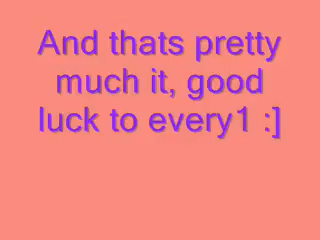 And thats pretty
much it, good
luck to every1 :]